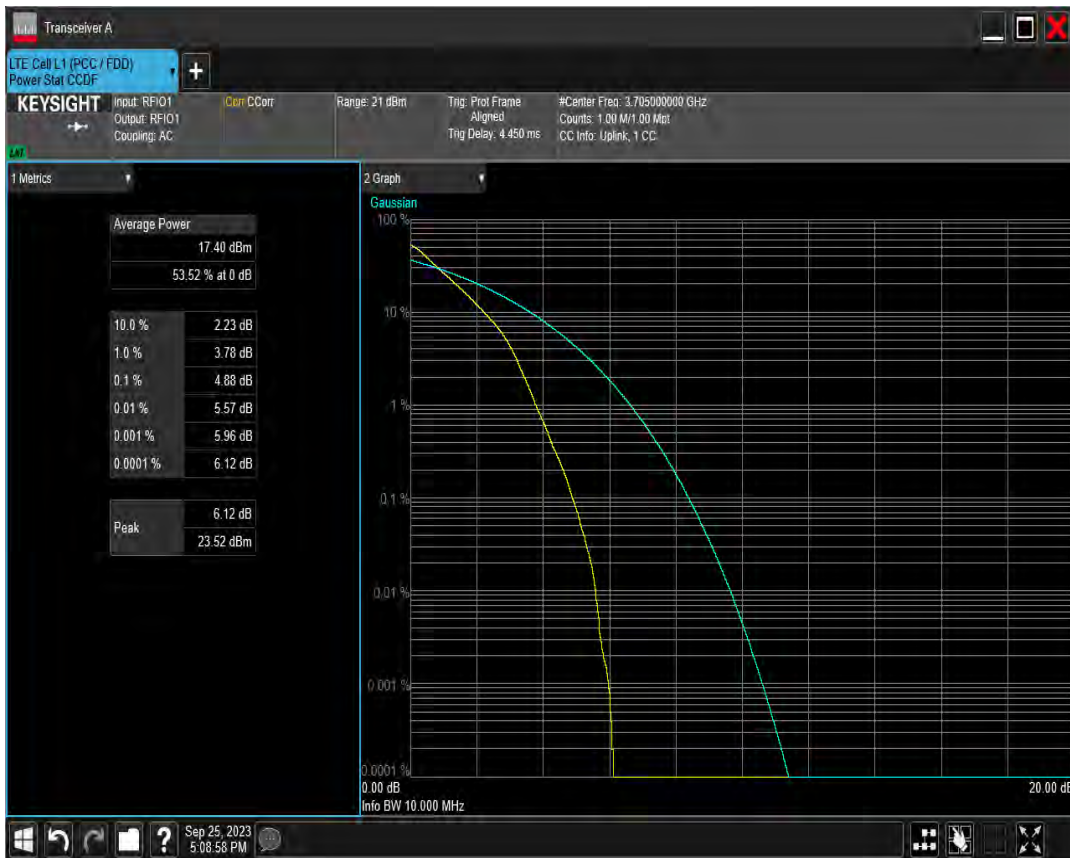 Transceiver A
LTE Cell L1 (PCC / FDD)
Power Stat CCDF
KEYSIGHT
Input: RFIO1
Output: RFIO1
Coupling: AC
Corr CCorr
Range: 21 dBm
Trig: Prot Frame
Aligned
Trig Delay: 4.450 ms
#Center Freq: 3.705000000 GHz
Counts: 1.00 M/1.00 Mpt
CC Info: Uplink, 1 CC
LXI
1 Metrics
Average Power
17.40 dBm
53.52 % at 0 dB
10.0 % 2.23 dB
1.0 % 3.78 dB
0.1 % 4.88 dB
0.01 % 5.57 dB
0.001 % 5.96 dB
0.0001 % 6.12 dB
Peak
6.12 dB
23.52 dBm
2 Graph
Gaussian
100 %
10 %
1 %
0.1 %
0.01 %
0.001 %
0.0001 %
0.00 dB
20.00 dB
Info BW 10.000 MHz
Sep 25, 2023
5:08:58 PM